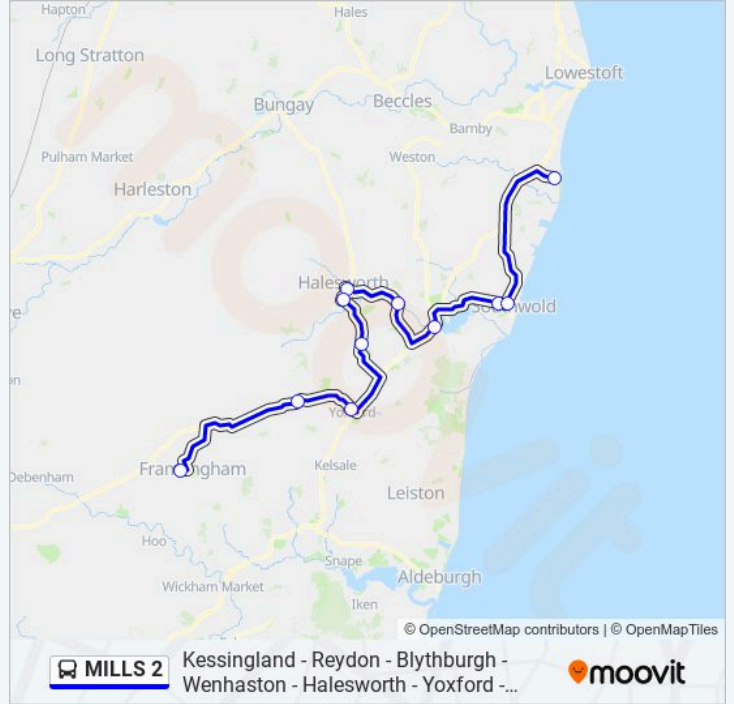 Hapton
Hales
Long Stratton
Lowestoft
Bungay
Beccles
Barnby
Pulham Market
Weston
Harleston
Halesworth
Southwold
Yoxford
Framlingham
Debenham
Kelsale
Leiston
Hoo
Snape
Wickham Market
Aldeburgh
Iken
© OpenStreetMap contributors | © OpenMapTiles
MILLS 2
Kessingland - Reydon - Blythburgh -
Wenhaston - Halesworth - Yoxford -...
moovit